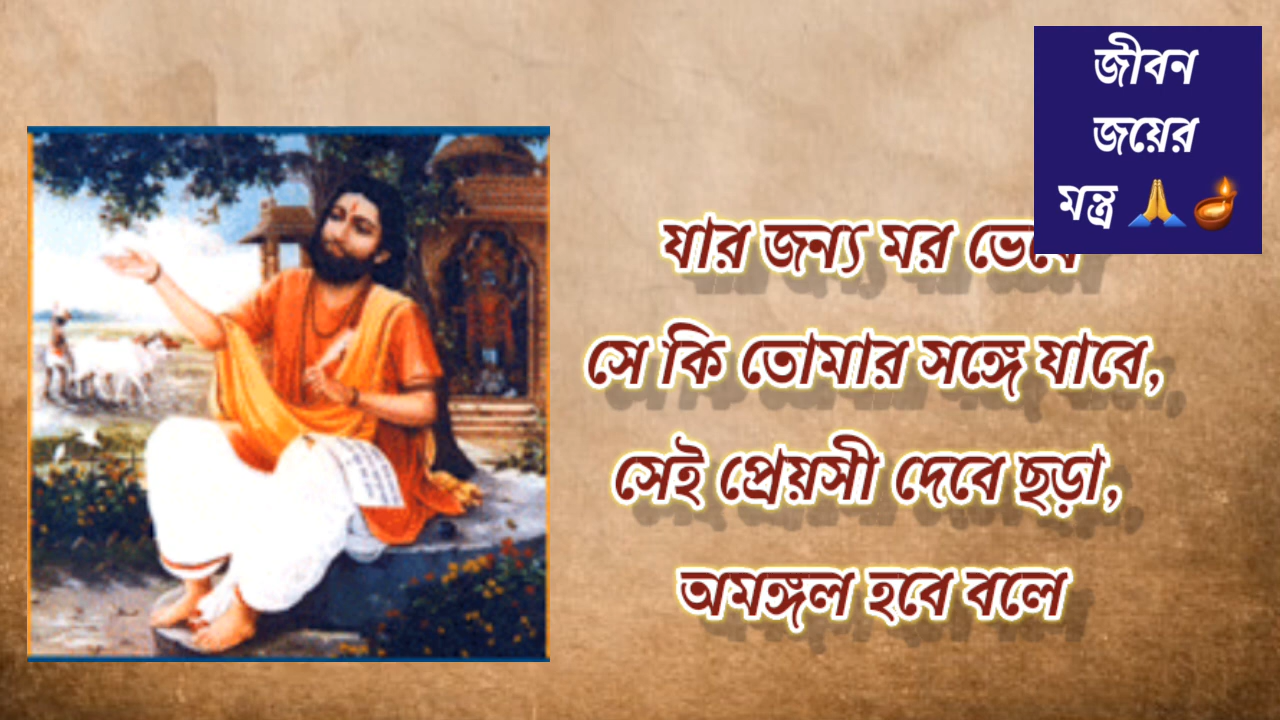 জীবন
জয়ের
মন্ত্র 🙏 🪔
যার জন্য মর
সে কি তোমার সঙ্গে যাবে,
সেই প্রেয়সী দেবে ছড়া,
অমঙ্গল হবে বলে